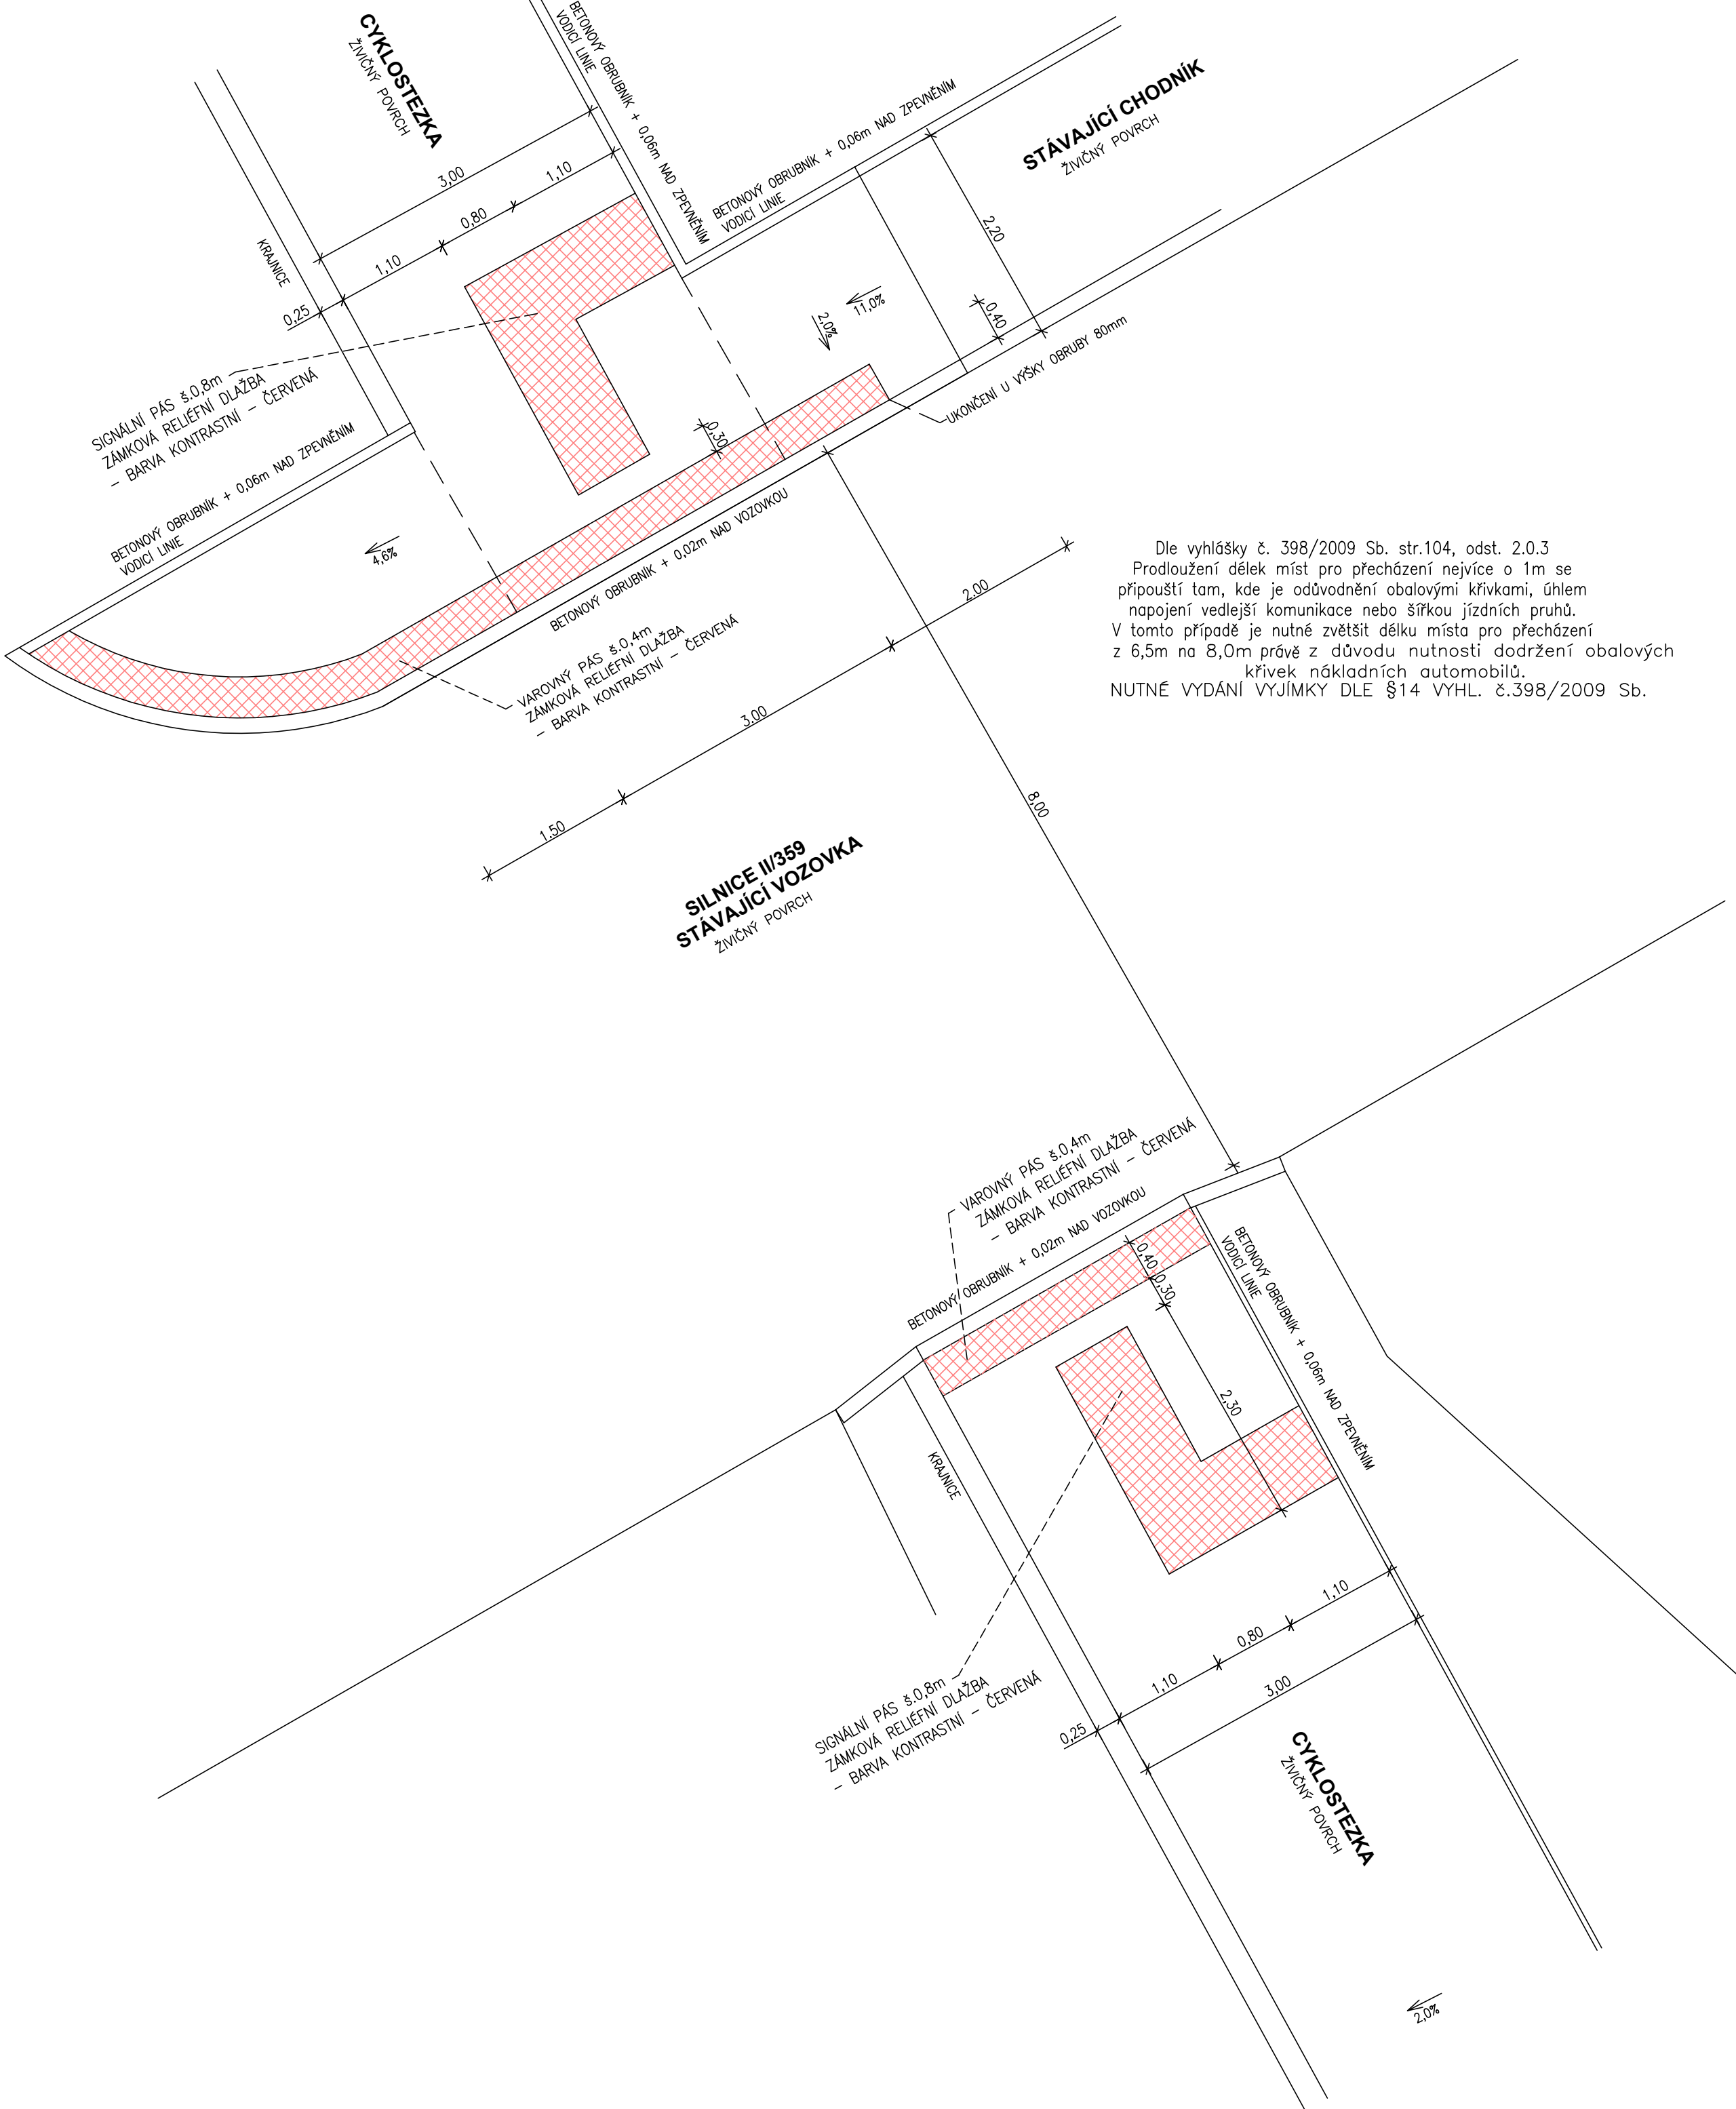 CYKLOSTEZKA
ŽIVIČNÝ POVRCH
BETONOVÝ OBRUBNÍK + 0,06m NAD ZPEVNĚNÍM
VODICÍ LINIE
BETONOVÝ OBRUBNÍK + 0,06m NAD ZPEVNĚNÍM
VODICÍ LINIE
STÁVAJÍCÍ CHODNÍK
ŽIVIČNÝ POVRCH
3,00
1,10
0,80
1,10
0,25
KRAJNICE
2,20
0,40
11,0%
2,0%
UKONČENÍ U VÝŠKY OBRUBY 80mm
SIGNÁLNÍ PÁS š.0,8m
ZÁMKOVÁ RELIÉFNÍ DLAŽBA
– BARVA KONTRASTNÍ – ČERVENÁ
0,30
BETONOVÝ OBRUBNÍK + 0,06m NAD ZPEVNĚNÍM
VODICÍ LINIE
4,6%
BETONOVÝ OBRUBNÍK + 0,02m NAD VOZOVKOU
VAROVNÝ PÁS š.0,4m
ZÁMKOVÁ RELIÉFNÍ DLAŽBA
– BARVA KONTRASTNÍ – ČERVENÁ
Dle vyhlášky č. 398/2009 Sb. str.104, odst. 2.0.3
Prodloužení délek míst pro přecházení nejvíce o 1m se
připouští tam, kde je odůvodnění obalovými křivkami, úhlem
napojení vedlejší komunikace nebo šířkou jízdních pruhů.
V tomto případě je nutné zvětšit délku místa pro přecházení
z 6,5m na 8,0m právě z důvodu nutnosti dodržení obalových
křivek nákladních automobilů.
NUTNÉ VYDÁNÍ VYJÍMKY DLE §14 VYHL. č.398/2009 Sb.
2.00
3.00
1.50
8,00
SILNICE II/359
STÁVAJÍCÍ VOZOVKA
ŽIVIČNÝ POVRCH
VAROVNÝ PÁS š.0,4m
ZÁMKOVÁ RELIÉFNÍ DLAŽBA
– BARVA KONTRASTNÍ – ČERVENÁ
BETONOVÝ OBRUBNÍK + 0,02m NAD VOZOVKOU
0,40
0,30
BETONOVÝ OBRUBNÍK + 0,06m NAD ZPEVNĚNÍM
VODICÍ LINIE
2,30
KRAJNICE
SIGNÁLNÍ PÁS š.0,8m
ZÁMKOVÁ RELIÉFNÍ DLAŽBA
– BARVA KONTRASTNÍ – ČERVENÁ
1,10
0,80
1,10
0,25
3,00
CYKLOSTEZKA
ŽIVIČNÝ POVRCH
2,0%